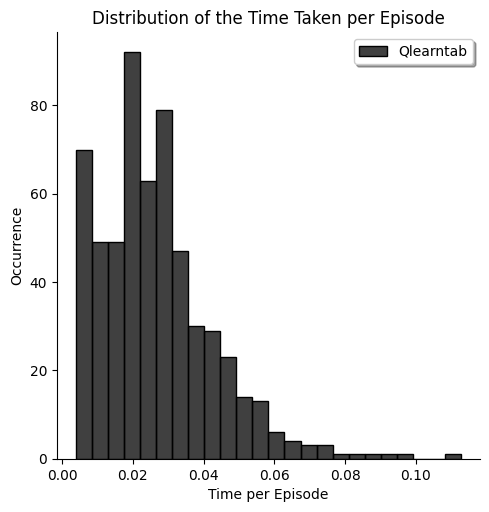 Distribution of the Time Taken per Episode
Qlearntab
80
60
40
20
0
Occurrence
0.00 0.02 0.04 0.06 0.08 0.10
Time per Episode